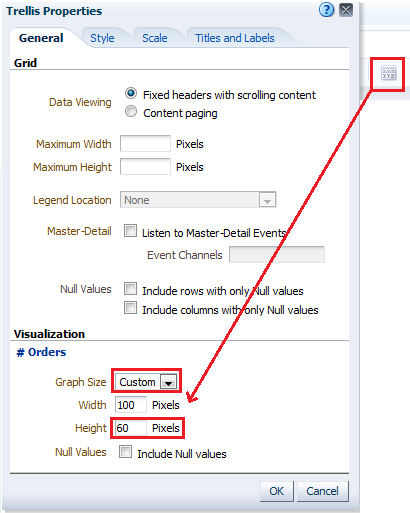 Trellis Properties
General Style Scale Titles and Labels
Grid
Data Viewing Fixed headers with scrolling content
Content paging
Maximum Width Pixels
Maximum Height Pixels
Legend Location None
Master-Detail Listen to Master-Detail Events
Event Channels
Null Values Include rows with only Null values
Include columns with only Null values
Visualization
# Orders
Graph Size Custom
Width 100 Pixels
Height 60 Pixels
Null Values Include Null values
OK Cancel
XYZ